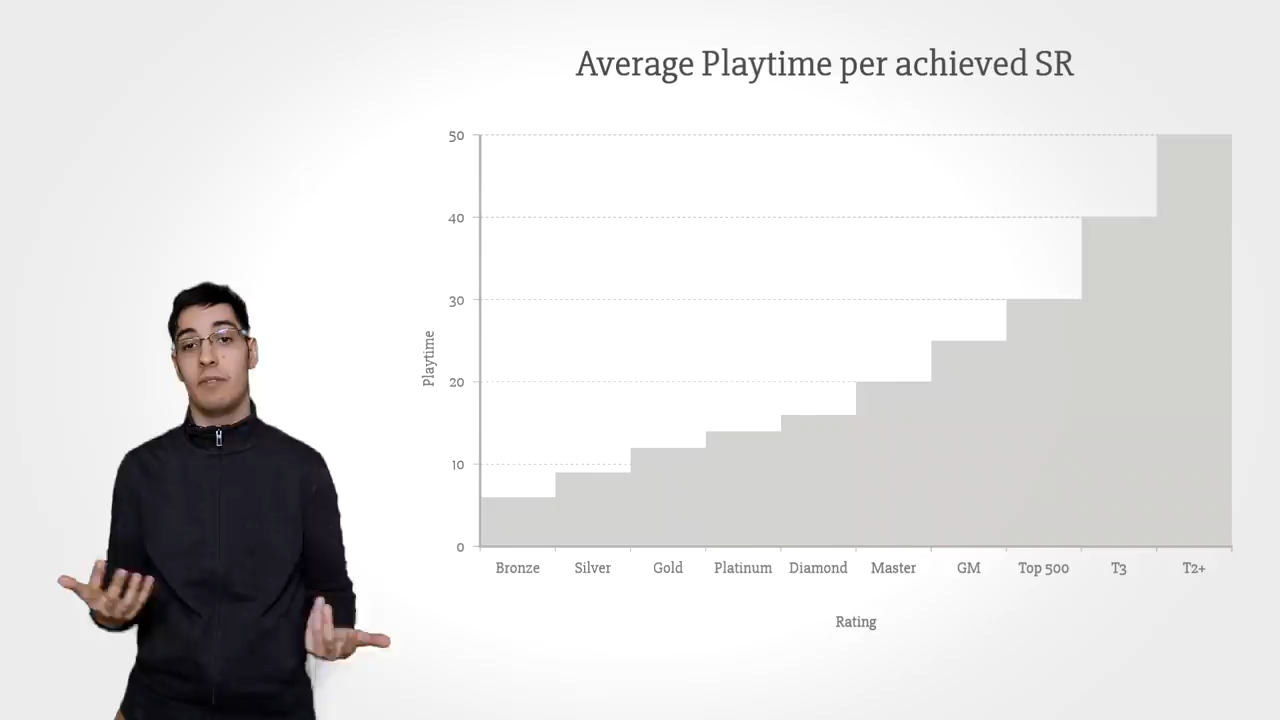 Average Playtime per achieved SR
50
40
30
20
10
0
Playtime
Bronze Silver Gold Platinum Diamond Master GM Top 500 T3 T2+
Rating